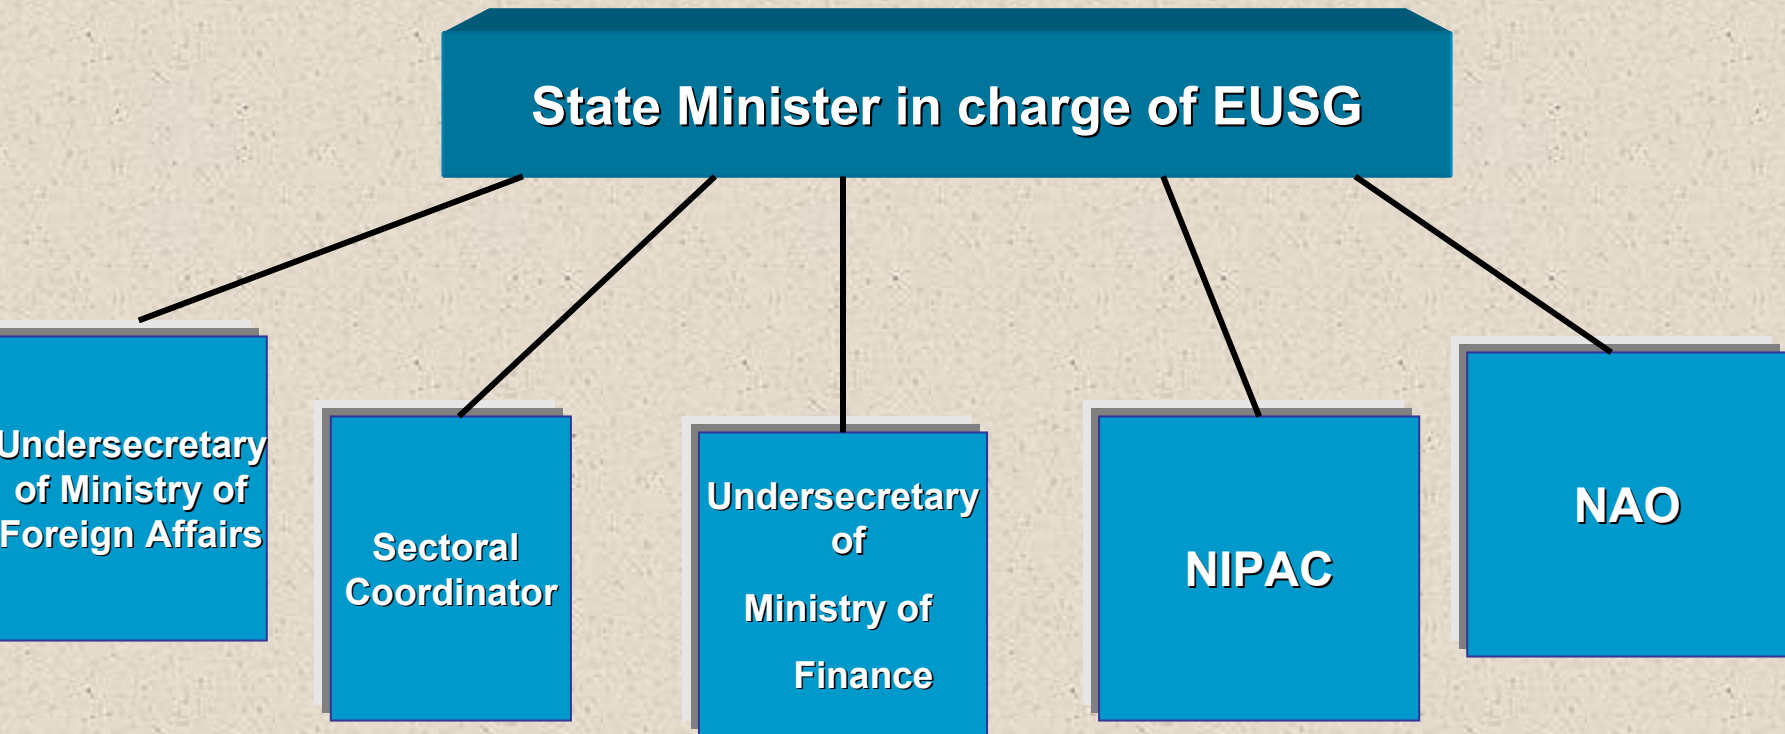 State Minister in charge of EUSG
Undersecretary
of Ministry of
Foreign Affairs
Sectoral
Coordinator
Undersecretary
of
Ministry of
Finance
NIPAC
NAO